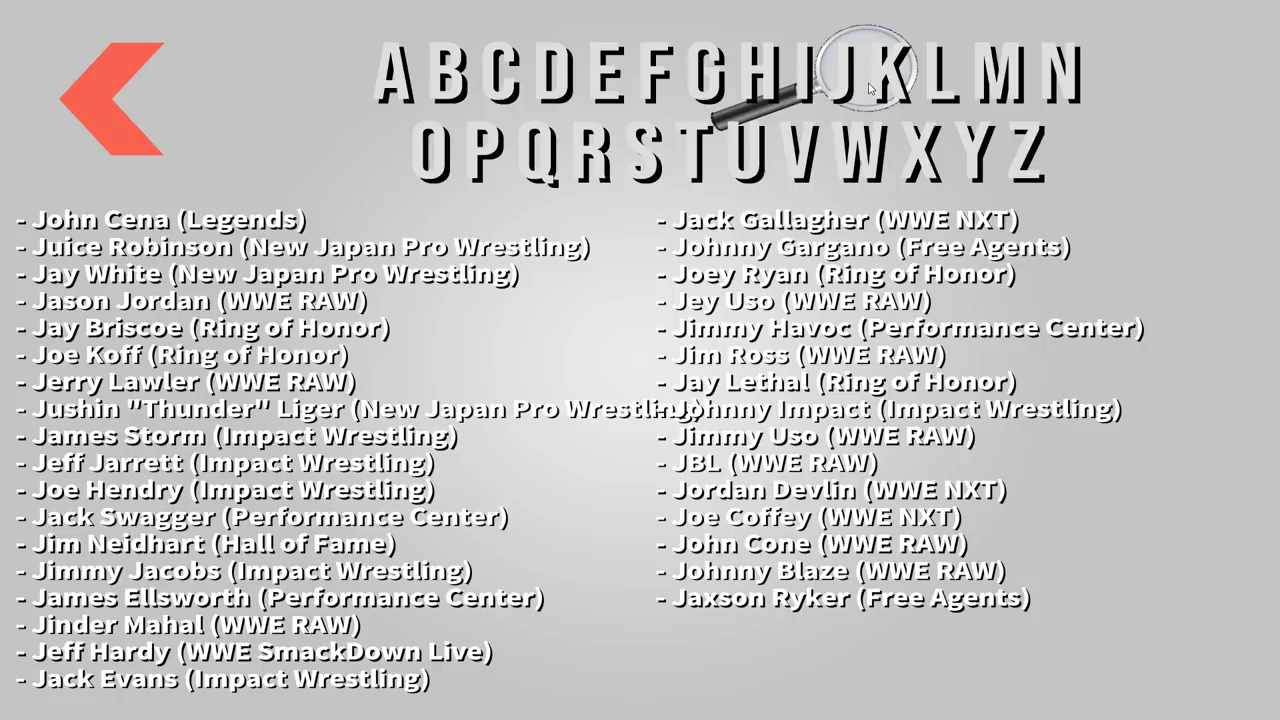 ABCDEFGHIJKLMN
OPQRSTUVWXYZ
- John Cena (Legends)
- Juice Robinson (New Japan Pro Wrestling)
- Jay White (New Japan Pro Wrestling)
- Jason Jordan (WWE RAW)
- Jay Briscoe (Ring of Honor)
- Joe Koff (Ring of Honor)
- Jerry Lawler (WWE RAW)
- Jushin "Thunder" Liger (New Japan Pro Wrestling)
- James Storm (Impact Wrestling)
- Jeff Jarrett (Impact Wrestling)
- Joe Hendry (Impact Wrestling)
- Jack Swagger (Performance Center)
- Jim Neidhart (Hall of Fame)
- Jimmy Jacobs (Impact Wrestling)
- James Ellsworth (Performance Center)
- Jinder Mahal (WWE RAW)
- Jeff Hardy (WWE SmackDown Live)
- Jack Evans (Impact Wrestling)
- Jack Gallagher (WWE NXT)
- Johnny Gargano (Free Agents)
- Joey Ryan (Ring of Honor)
- Jey Uso (WWE RAW)
- Jimmy Havoc (Performance Center)
- Jim Ross (WWE RAW)
- Jay Lethal (Ring of Honor)
- Johnny Impact (Impact Wrestling)
- Jimmy Uso (WWE RAW)
- JBL (WWE RAW)
- Jordan Devlin (WWE NXT)
- Joe Coffey (WWE NXT)
- John Cone (WWE RAW)
- Johnny Blaze (WWE RAW)
- Jaxson Ryker (Free Agents)